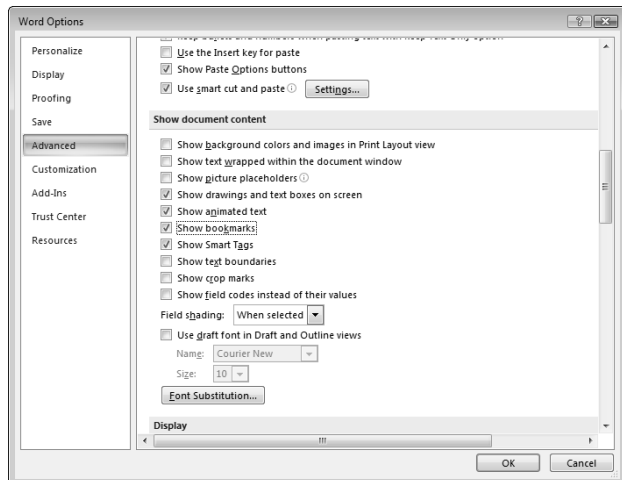 Word Options
Personalize
Display
Proofing
Save
Advanced
Customization
Add-Ins
Trust Center
Resources
Use the Insert key for paste
Show Paste Options buttons
Use smart cut and paste
Settings...
Show document content
Show background colors and images in Print Layout view
Show text wrapped within the document window
Show picture placeholders
Show drawings and text boxes on screen
Show animated text
Show bookmarks
Show Smart Tags
Show text boundaries
Show crop marks
Show field codes instead of their values
Field shading: When selected
Use draft font in Draft and Outline views
Name: Courier New
Size: 10
Font Substitution...
Display
OK Cancel